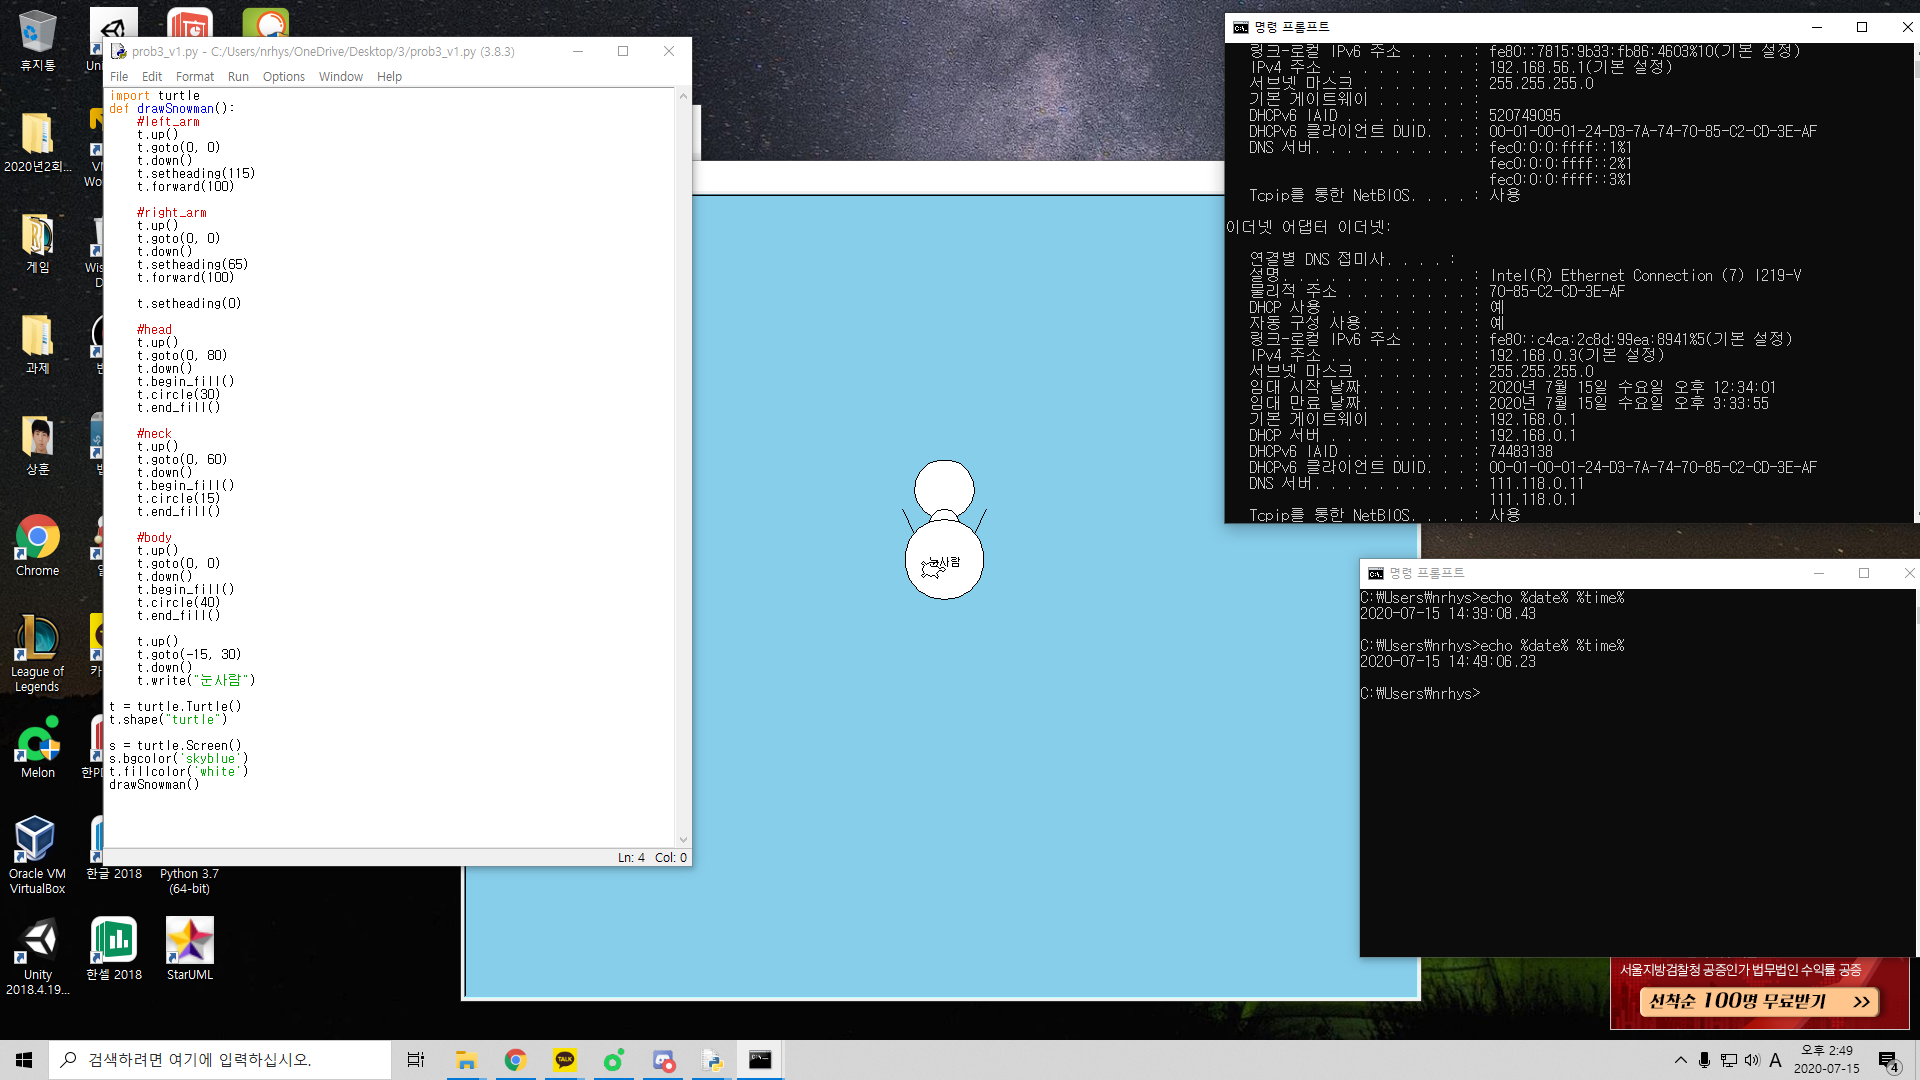 휴지통
2020년2회...
게임
과제
상훈
Chrome
League of
Legends
Melon
Oracle VM
VirtualBox
한글 2018
Python 3.7
(64-bit)
Unity
2018.4.19...
한셀 2018
StarUML
prob3_v1.py - C:/Users/nrhys/OneDrive/Desktop/3/prob3_v1.py (3.8.3)
File Edit Format Run Options Window Help
import turtle
def drawSnowman():
#left_arm
t.up()
t.goto(0, 0)
t.down()
t.setheading(115)
t.forward(100)
#right_arm
t.up()
t.goto(0, 0)
t.down()
t.setheading(65)
t.forward(100)
t.setheading(0)
#head
t.up()
t.goto(0, 80)
t.down()
t.begin_fill()
t.circle(30)
t.end_fill()
#neck
t.up()
t.goto(0, 60)
t.down()
t.begin_fill()
t.circle(15)
t.end_fill()
#body
t.up()
t.goto(0, 0)
t.down()
t.begin_fill()
t.circle(40)
t.end_fill()
t.up()
t.goto(-15, 30)
t.down()
t.write("눈사람")
t = turtle.Turtle()
t.shape("turtle")
s = turtle.Screen()
s.bgcolor('skyblue')
t.fillcolor('white')
drawSnowman()
Ln: 4 Col: 0
눈사람
명령 프롬프트
링크-로컬 IPv6 주소 . . . . : fe80::7815:9b33:fb86:4603%10(기본 설정)
IPv4 주소 . . . . . . . . . : 192.168.56.1(기본 설정)
서브넷 마스크 . . . . . . . : 255.255.255.0
기본 게이트웨이 . . . . . . :
DHCPv6 IAID . . . . . . . . : 520749095
DHCPv6 클라이언트 DUID. . . : 00-01-00-01-24-D3-7A-74-70-85-C2-CD-3E-AF
DNS 서버. . . . . . . . . . : fec0:0:0:ffff::1%1
fec0:0:0:ffff::2%1
fec0:0:0:ffff::3%1
Tcpip를 통한 NetBIOS. . . . : 사용
이더넷 어댑터 이더넷:
연결별 DNS 접미사. . . . :
설명. . . . . . . . . . . . : Intel(R) Ethernet Connection (7) I219-V
물리적 주소 . . . . . . . . : 70-85-C2-CD-3E-AF
DHCP 사용 . . . . . . . . . : 예
자동 구성 사용. . . . . . . : 예
링크-로컬 IPv6 주소 . . . . : fe80::c4ca:2c8d:99ea:8941%5(기본 설정)
IPv4 주소 . . . . . . . . . : 192.168.0.3(기본 설정)
서브넷 마스크 . . . . . . . : 255.255.255.0
임대 시작 날짜. . . . . . . : 2020년 7월 15일 수요일 오후 12:34:01
임대 만료 날짜. . . . . . . : 2020년 7월 15일 수요일 오후 3:33:55
기본 게이트웨이 . . . . . . : 192.168.0.1
DHCP 서버 . . . . . . . . . : 192.168.0.1
DHCPv6 IAID . . . . . . . . : 74483138
DHCPv6 클라이언트 DUID. . . : 00-01-00-01-24-D3-7A-74-70-85-C2-CD-3E-AF
DNS 서버. . . . . . . . . . : 111.118.0.11
111.118.0.1
Tcpip를 통한 NetBIOS. . . . : 사용
명령 프롬프트
C:₩Users₩nrhys>echo %date% %time%
2020-07-15 14:39:08.43
C:₩Users₩nrhys>echo %date% %time%
2020-07-15 14:49:06.23
C:₩Users₩nrhys>
서울지방검찰청 공증인가 법무법인 수익률 공증
선착순 100명 무료받기 >>
검색하려면 여기에 입력하십시오.
TALK
A
오후 2:49
2020-07-15
4